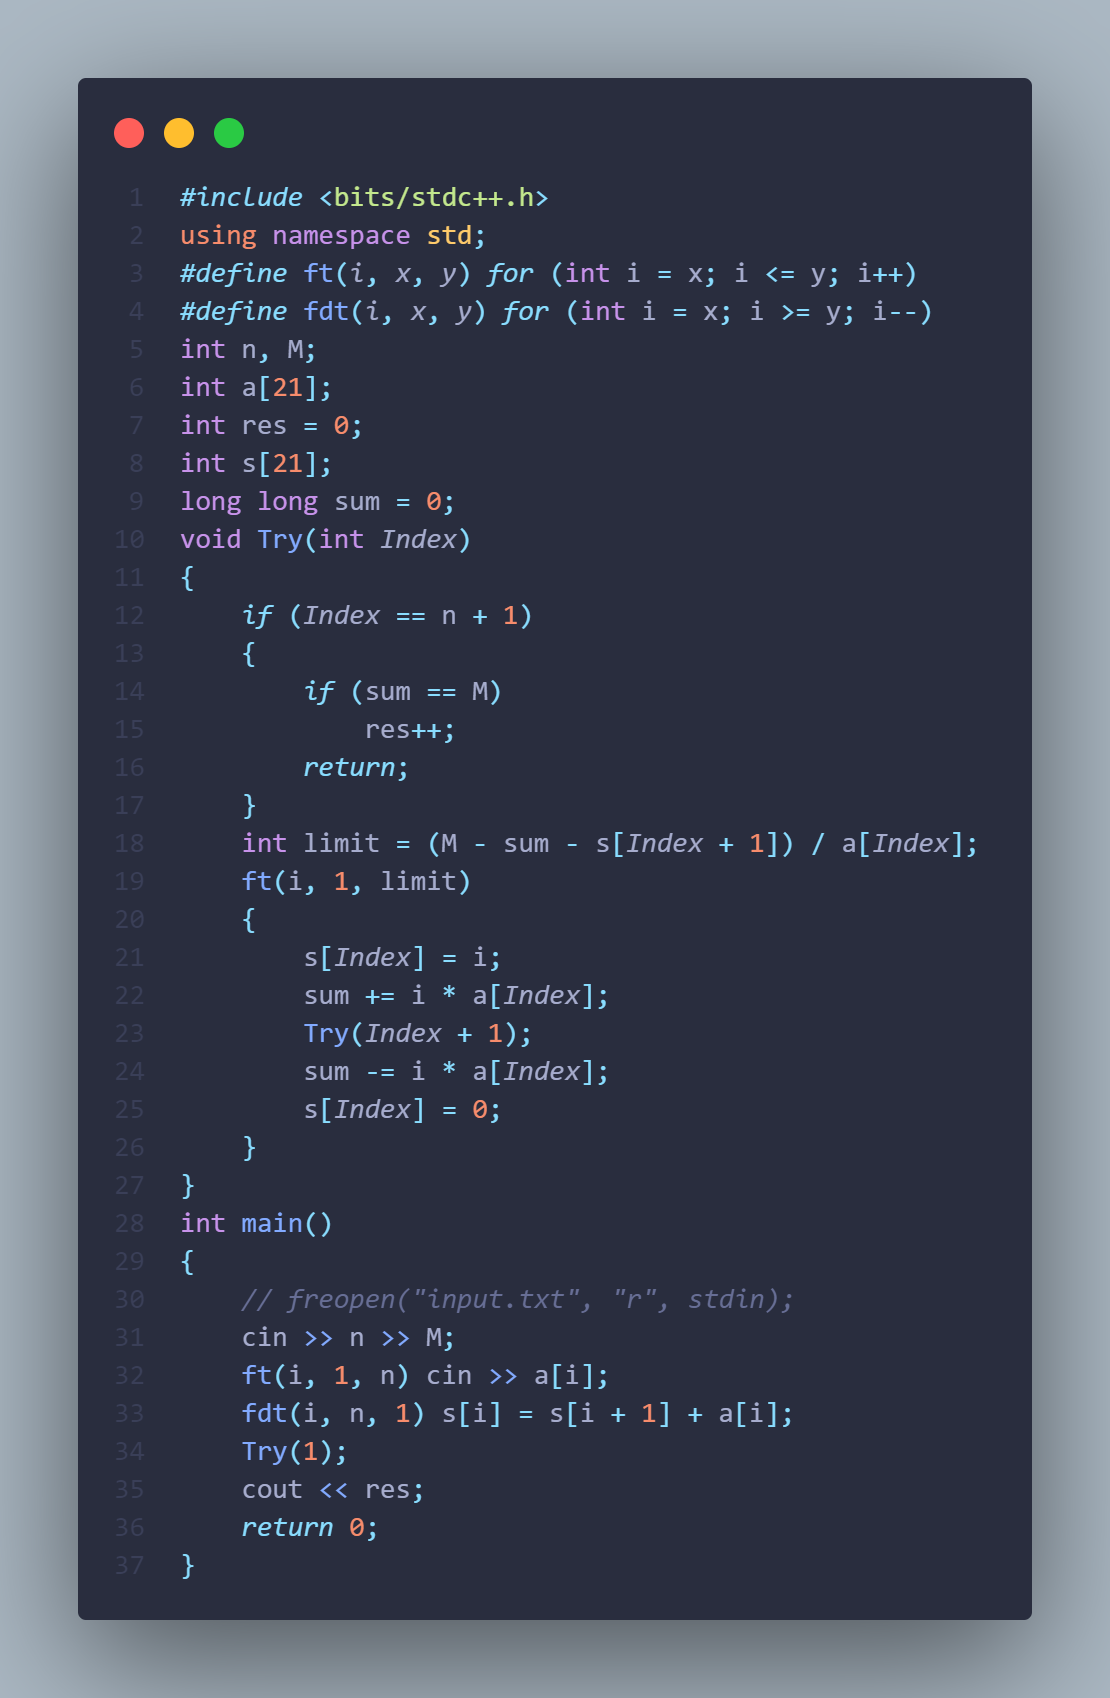 1 #include <bits/stdc++.h>
2 using namespace std;
3 #define ft(i, x, y) for (int i = x; i <= y; i++)
4 #define fdt(i, x, y) for (int i = x; i >= y; i--)
5 int n, M;
6 int a[21];
7 int res = 0;
8 int s[21];
9 long long sum = 0;
10 void Try(int Index)
11 {
12     if (Index == n + 1)
13     {
14         if (sum == M)
15             res++;
16         return;
17     }
18     int limit = (M - sum - s[Index + 1]) / a[Index];
19     ft(i, 1, limit)
20     {
21         s[Index] = i;
22         sum += i * a[Index];
23         Try(Index + 1);
24         sum -= i * a[Index];
25         s[Index] = 0;
26     }
27 }
28 int main()
29 {
30     // freopen("input.txt", "r", stdin);
31     cin >> n >> M;
32     ft(i, 1, n) cin >> a[i];
33     fdt(i, n, 1) s[i] = s[i + 1] + a[i];
34     Try(1);
35     cout << res;
36     return 0;
37 }